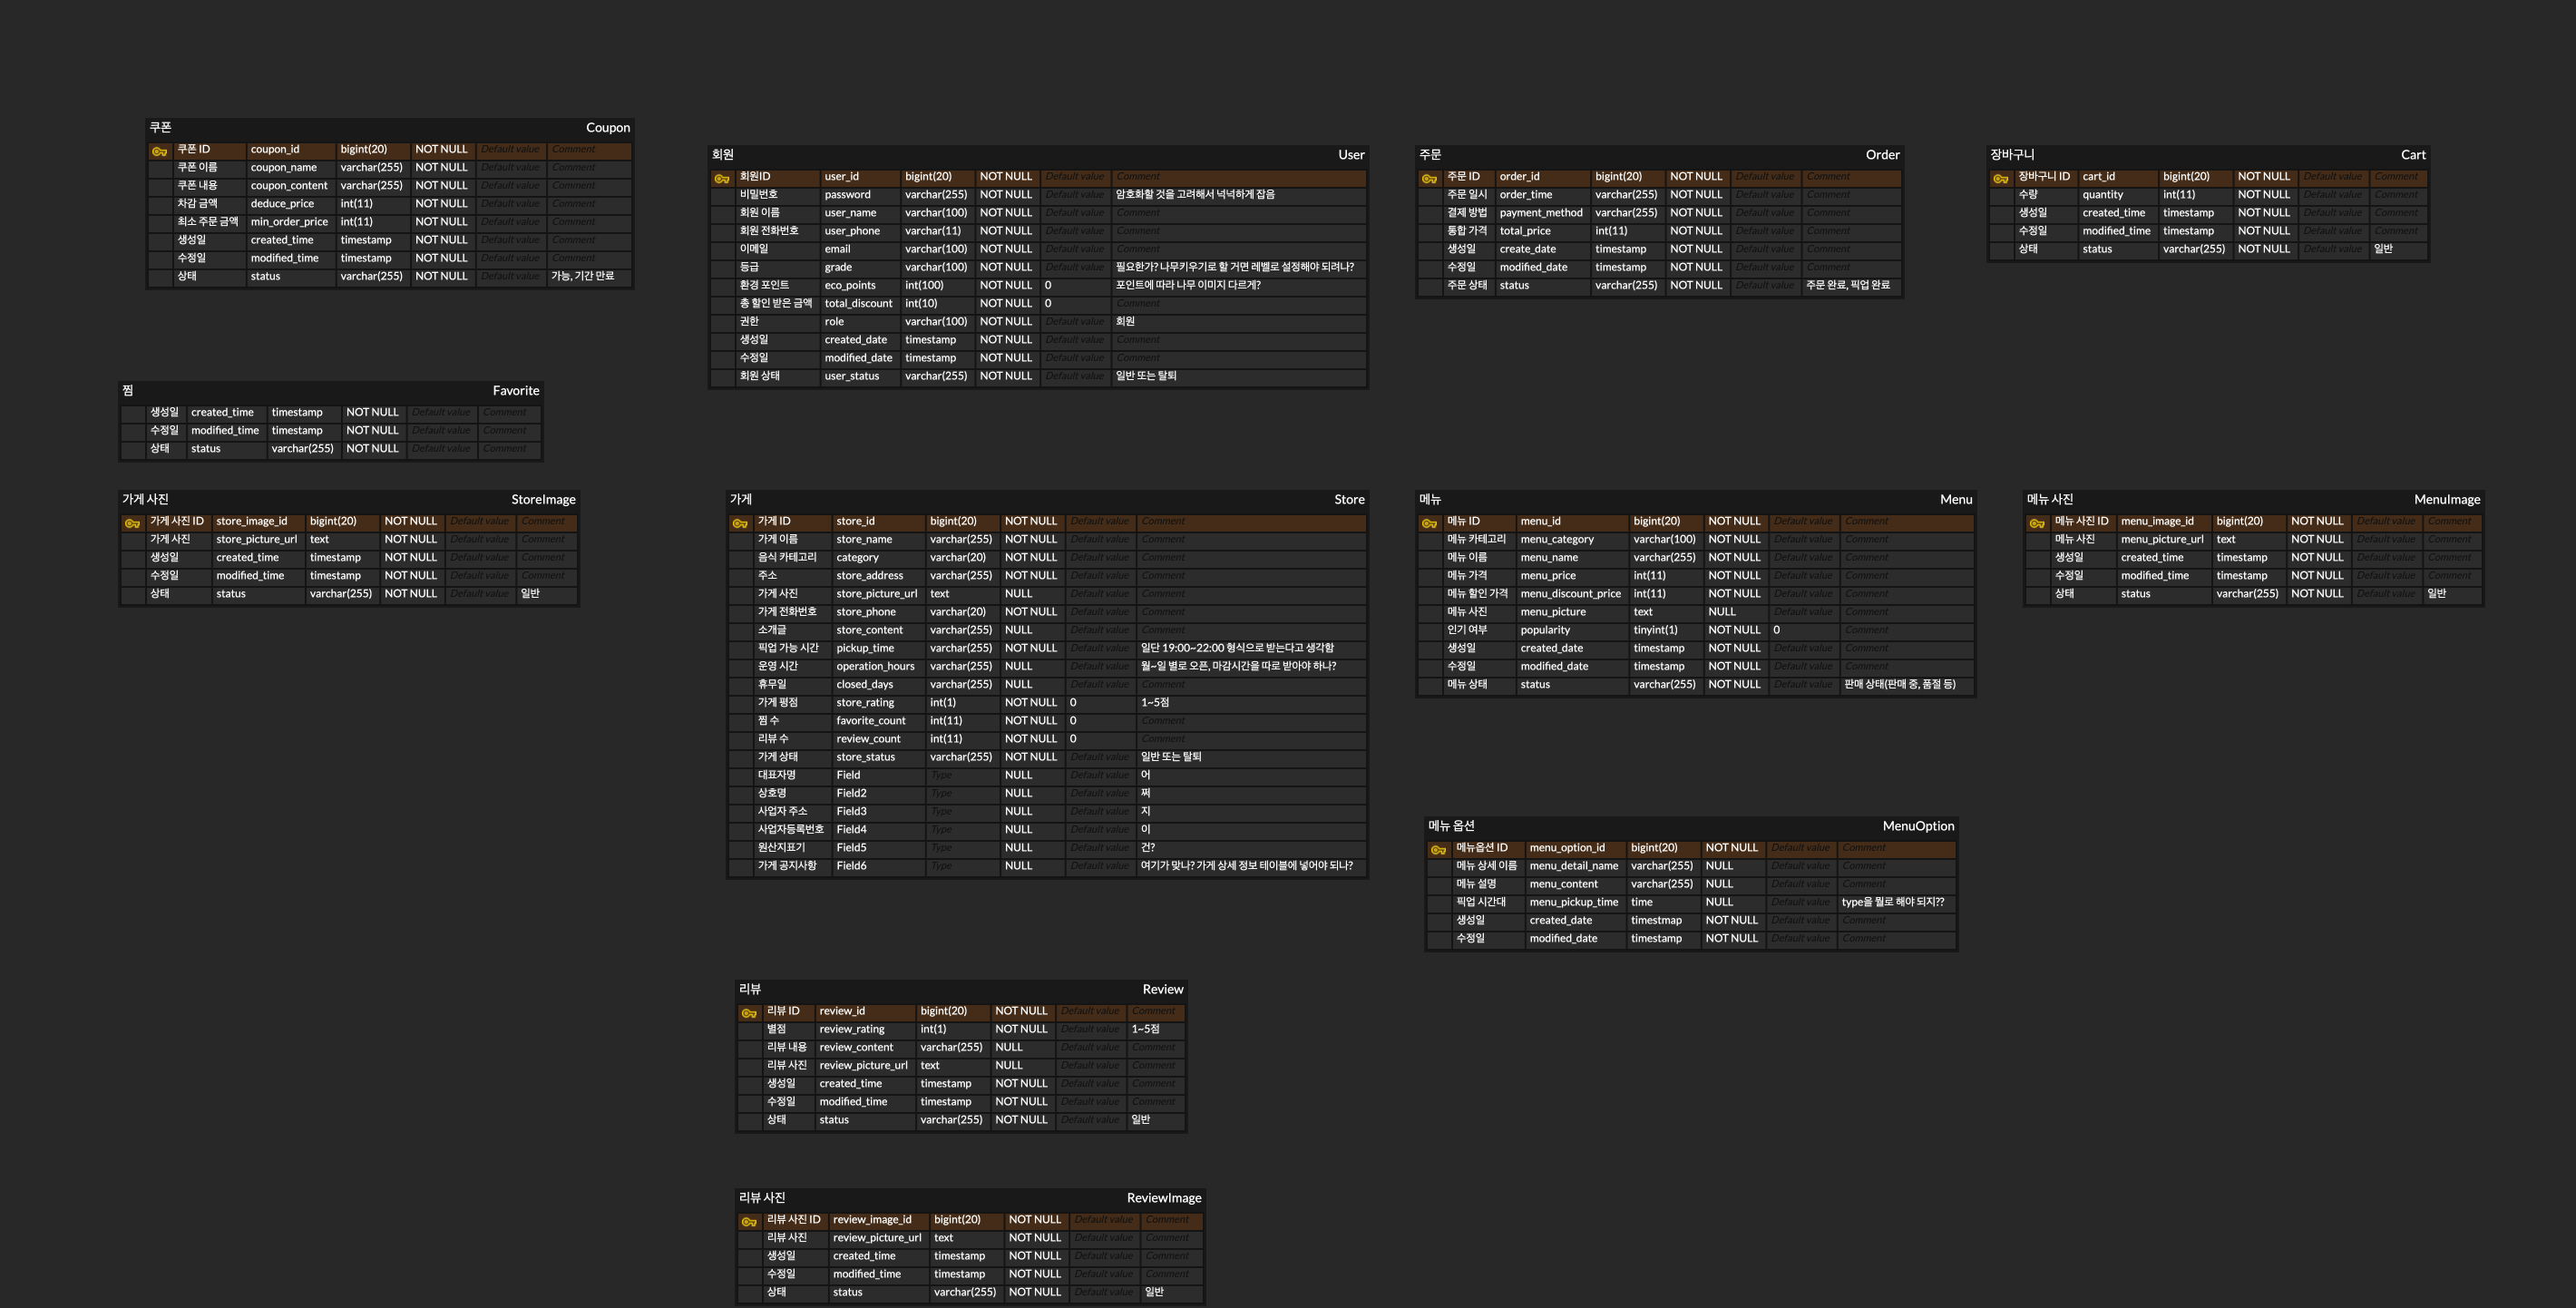 쿠폰 Coupon
쿠폰 ID coupon_id bigint(20) NOT NULL Default value Comment
쿠폰 이름 coupon_name varchar(255) NOT NULL Default value Comment
쿠폰 내용 coupon_content varchar(255) NOT NULL Default value Comment
차감 금액 deduce_price int(11) NOT NULL Default value Comment
최소 주문 금액 min_order_price int(11) NOT NULL Default value Comment
생성일 created_time timestamp NOT NULL Default value Comment
수정일 modified_time timestamp NOT NULL Default value Comment
상태 status varchar(255) NOT NULL Default value 가능, 기간 만료
회원 User
회원ID user_id bigint(20) NOT NULL Default value Comment
비밀번호 password varchar(255) NOT NULL Default value 암호화할 것을 고려해서 넉넉하게 잡음
회원 이름 user_name varchar(100) NOT NULL Default value Comment
회원 전화번호 user_phone varchar(11) NOT NULL Default value Comment
이메일 email varchar(100) NOT NULL Default value Comment
등급 grade varchar(100) NOT NULL Default value 필요한가? 나무키우기로 할 거면 레벨로 설정해야 되려나?
환경 포인트 eco_points int(100) NOT NULL 0 포인트에 따라 나무 이미지 다르게?
총 할인 받은 금액 total_discount int(10) NOT NULL 0 Comment
권한 role varchar(100) NOT NULL Default value 회원
생성일 created_date timestamp NOT NULL Default value Comment
수정일 modified_date timestamp NOT NULL Default value Comment
회원 상태 user_status varchar(255) NOT NULL Default value 일반 또는 탈퇴
주문 Order
주문 ID order_id bigint(20) NOT NULL Default value Comment
주문 일시 order_time varchar(255) NOT NULL Default value Comment
결제 방법 payment_method varchar(255) NOT NULL Default value Comment
통합 가격 total_price int(11) NOT NULL Default value Comment
생성일 create_date timestamp NOT NULL Default value Comment
수정일 modified_date timestamp NOT NULL Default value Comment
주문 상태 status varchar(255) NOT NULL Default value 주문 완료, 픽업 완료
장바구니 Cart
장바구니 ID cart_id bigint(20) NOT NULL Default value Comment
수량 quantity int(11) NOT NULL Default value Comment
생성일 created_time timestamp NOT NULL Default value Comment
수정일 modified_time timestamp NOT NULL Default value Comment
상태 status varchar(255) NOT NULL Default value 일반
찜 Favorite
생성일 created_time timestamp NOT NULL Default value Comment
수정일 modified_time timestamp NOT NULL Default value Comment
상태 status varchar(255) NOT NULL Default value Comment
가게 사진 StoreImage
가게 사진 ID store_image_id bigint(20) NOT NULL Default value Comment
가게 사진 store_picture_url text NOT NULL Default value Comment
생성일 created_time timestamp NOT NULL Default value Comment
수정일 modified_time timestamp NOT NULL Default value Comment
상태 status varchar(255) NOT NULL Default value 일반
가게 Store
가게 ID store_id bigint(20) NOT NULL Default value Comment
가게 이름 store_name varchar(255) NOT NULL Default value Comment
음식 카테고리 category varchar(20) NOT NULL Default value Comment
주소 store_address varchar(255) NOT NULL Default value Comment
가게 사진 store_picture_url text NULL Default value Comment
가게 전화번호 store_phone varchar(20) NOT NULL Default value Comment
소개글 store_content varchar(255) NULL Default value Comment
픽업 가능 시간 pickup_time varchar(255) NOT NULL Default value 일단 19:00~22:00 형식으로 받는다고 생각함
운영 시간 operation_hours varchar(255) NULL Default value 월~일 별로 오픈, 마감시간을 따로 받아야 하나?
휴무일 closed_days varchar(255) NULL Default value Comment
가게 평점 store_rating int(1) NOT NULL 0 1~5점
찜 수 favorite_count int(11) NOT NULL 0 Comment
리뷰 수 review_count int(11) NOT NULL 0 Comment
가게 상태 store_status varchar(255) NOT NULL Default value 일반 또는 탈퇴
대표자명 Field Type NULL Default value 어
상호명 Field2 Type NULL Default value 쩌
사업자 주소 Field3 Type NULL Default value 지
사업자등록번호 Field4 Type NULL Default value 이
원산지표기 Field5 Type NULL Default value 건?
가게 공지사항 Field6 Type NULL Default value 여기가 맞나? 가게 상세 정보 테이블에 넣어야 되나?
메뉴 Menu
메뉴 ID menu_id bigint(20) NOT NULL Default value Comment
메뉴 카테고리 menu_category varchar(100) NOT NULL Default value Comment
메뉴 이름 menu_name varchar(255) NOT NULL Default value Comment
메뉴 가격 menu_price int(11) NOT NULL Default value Comment
메뉴 할인 가격 menu_discount_price int(11) NOT NULL Default value Comment
메뉴 사진 menu_picture text NULL Default value Comment
인기 여부 popularity tinyint(1) NOT NULL 0 Comment
생성일 created_date timestamp NOT NULL Default value Comment
수정일 modified_date timestamp NOT NULL Default value Comment
메뉴 상태 status varchar(255) NOT NULL Default value 판매 상태(판매 중, 품절 등)
메뉴 사진 MenuImage
메뉴 사진 ID menu_image_id bigint(20) NOT NULL Default value Comment
메뉴 사진 menu_picture_url text NOT NULL Default value Comment
생성일 created_time timestamp NOT NULL Default value Comment
수정일 modified_time timestamp NOT NULL Default value Comment
상태 status varchar(255) NOT NULL Default value 일반
메뉴 옵션 MenuOption
메뉴옵션 ID menu_option_id bigint(20) NOT NULL Default value Comment
메뉴 상세 이름 menu_detail_name varchar(255) NULL Default value Comment
메뉴 설명 menu_content varchar(255) NULL Default value Comment
픽업 시간대 menu_pickup_time time NULL Default value type을 뭘로 해야 되지??
생성일 created_date timestmap NOT NULL Default value Comment
수정일 modified_date timestamp NOT NULL Default value Comment
리뷰 Review
리뷰 ID review_id bigint(20) NOT NULL Default value Comment
별점 review_rating int(1) NOT NULL Default value 1~5점
리뷰 내용 review_content varchar(255) NULL Default value Comment
리뷰 사진 review_picture_url text NULL Default value Comment
생성일 created_time timestamp NOT NULL Default value Comment
수정일 modified_time timestamp NOT NULL Default value Comment
상태 status varchar(255) NOT NULL Default value 일반
리뷰 사진 ReviewImage
리뷰 사진 ID review_image_id bigint(20) NOT NULL Default value Comment
리뷰 사진 review_picture_url text NOT NULL Default value Comment
생성일 created_time timestamp NOT NULL Default value Comment
수정일 modified_time timestamp NOT NULL Default value Comment
상태 status varchar(255) NOT NULL Default value 일반